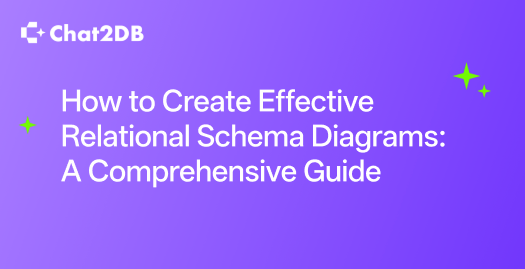 Chat2DB
How to Create Effective
Relational Schema Diagrams:
A Comprehensive Guide